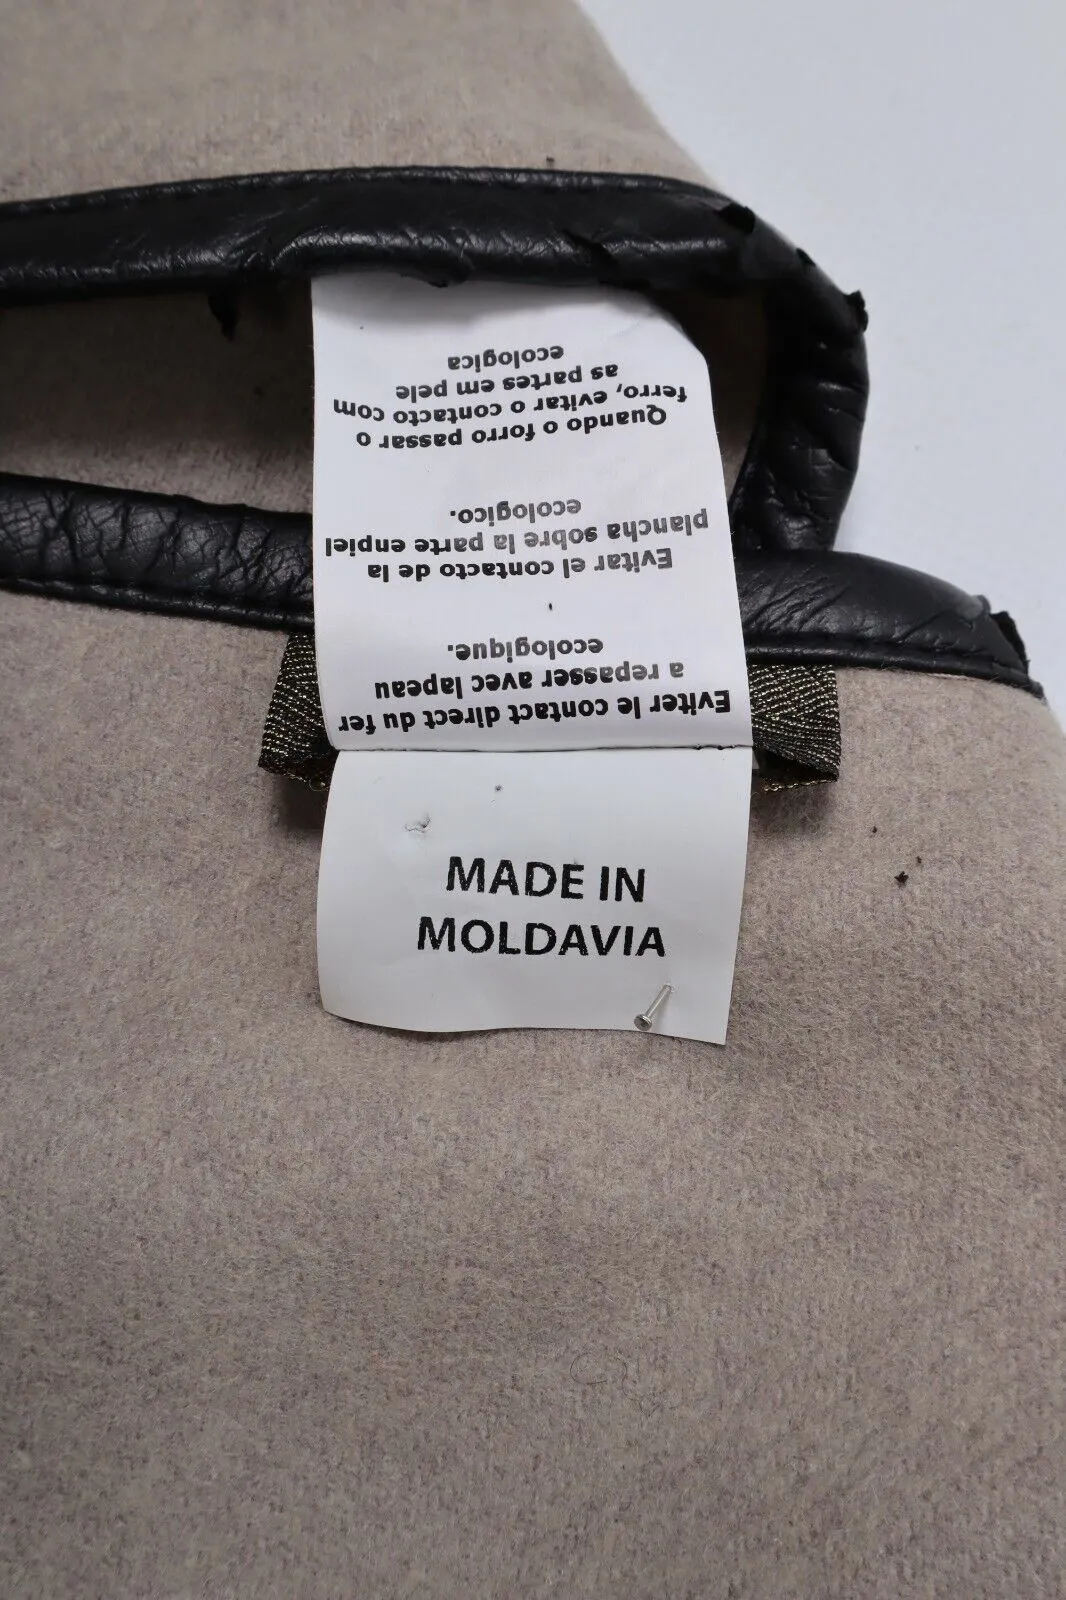 Eviter le contact direct du fer
a repasser avec lapeau
ecologique.
Evitar el contacto de la
plancha sobre la parte enpiel
ecologico.
Quando o forro passar o
ferro, evitar o contacto com
as partes em pele
ecologica
MADE IN
MOLDAVIA